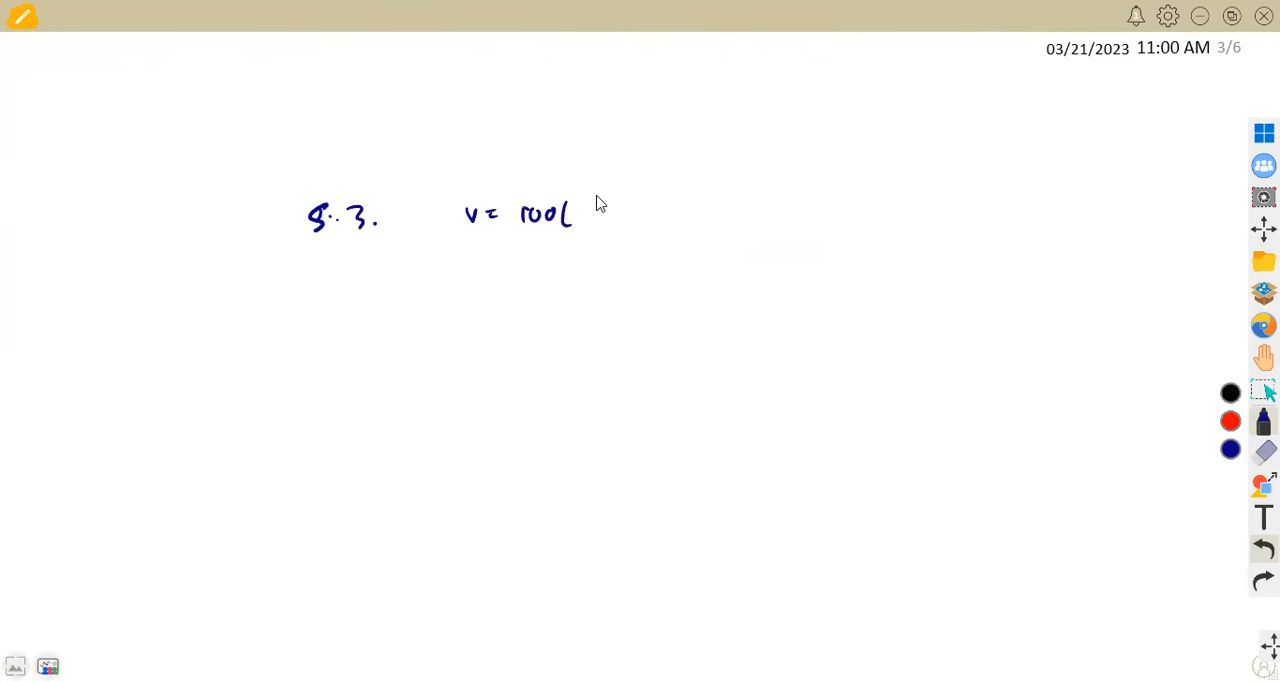 03/21/2023 11:00 AM 3/6
8.3. v = 100(
T